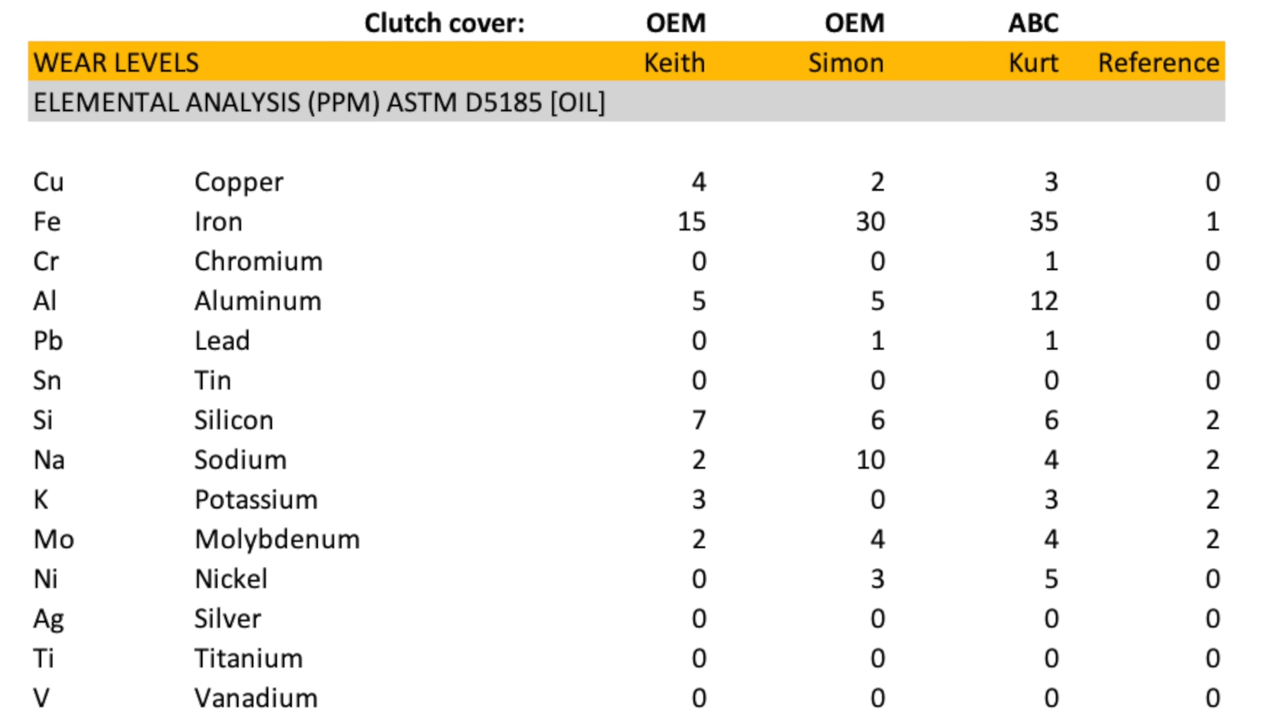 Clutch cover: OEM OEM ABC
WEAR LEVELS Keith Simon Kurt Reference
ELEMENTAL ANALYSIS (PPM) ASTM D5185 [OIL]
Cu Copper 4 2 3 0
Fe Iron 15 30 35 1
Cr Chromium 0 0 1 0
Al Aluminum 5 5 12 0
Pb Lead 0 1 1 0
Sn Tin 0 0 0 0
Si Silicon 7 6 6 2
Na Sodium 2 10 4 2
K Potassium 3 0 3 2
Mo Molybdenum 2 4 4 2
Ni Nickel 0 3 5 0
Ag Silver 0 0 0 0
Ti Titanium 0 0 0 0
V Vanadium 0 0 0 0